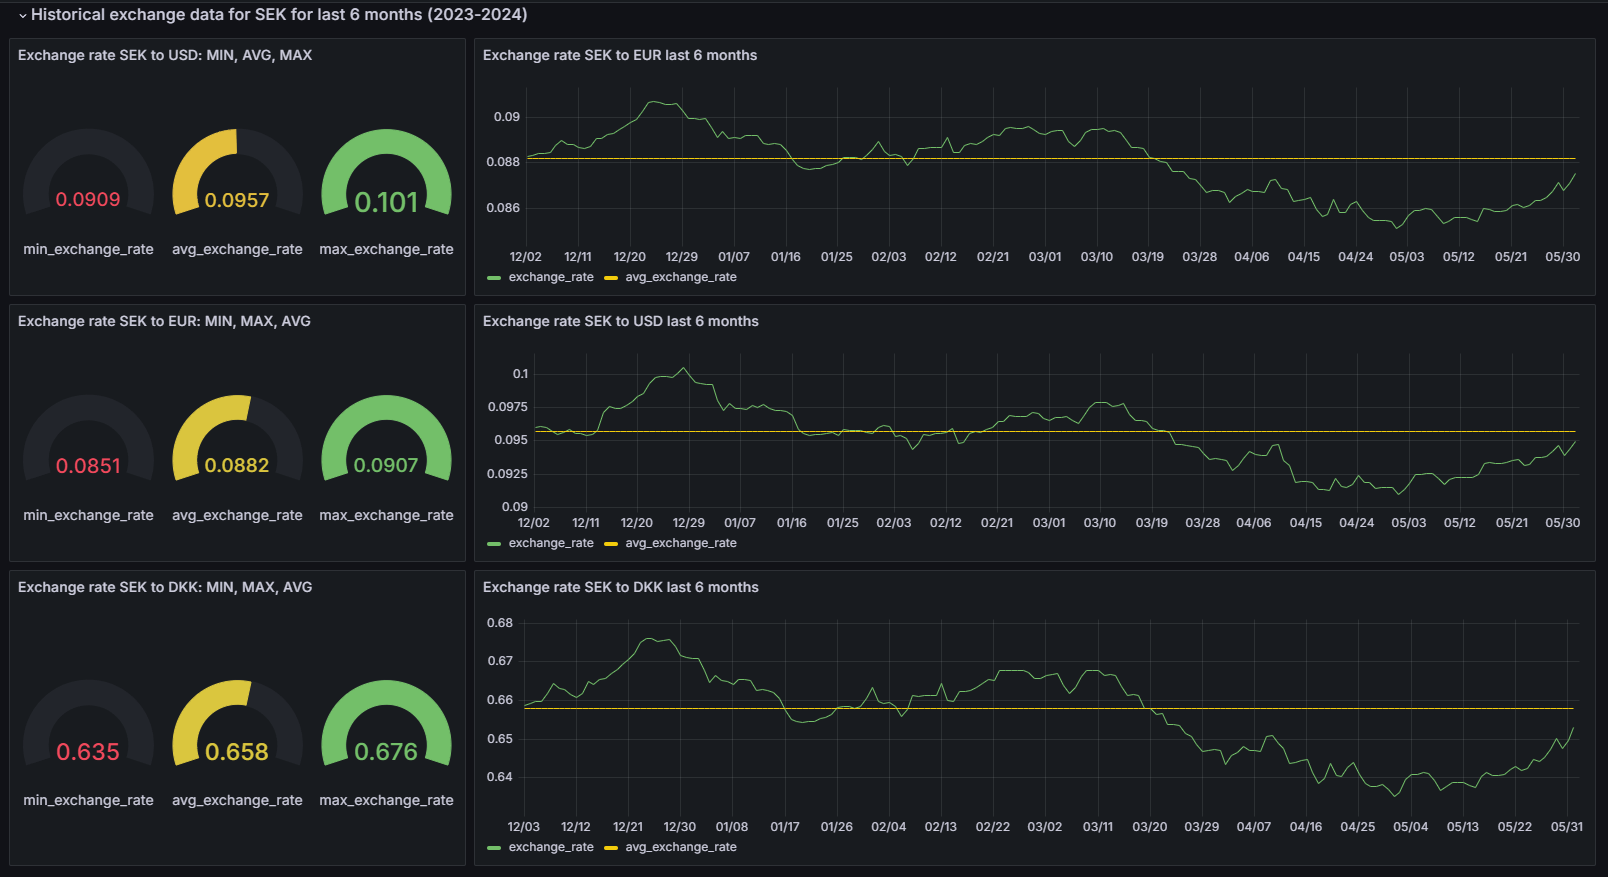 Historical exchange data for SEK for last 6 months (2023-2024)
Exchange rate SEK to USD: MIN, AVG, MAX
0.0909 0.0957 0.101
min_exchange_rate avg_exchange_rate max_exchange_rate
Exchange rate SEK to EUR last 6 months
0.09
0.088
0.086
12/02 12/11 12/20 12/29 01/07 01/16 01/25 02/03 02/12 02/21 03/01 03/10 03/19 03/28 04/06 04/15 04/24 05/03 05/12 05/21 05/30
exchange_rate avg_exchange_rate
Exchange rate SEK to EUR: MIN, MAX, AVG
0.0851 0.0882 0.0907
min_exchange_rate avg_exchange_rate max_exchange_rate
Exchange rate SEK to USD last 6 months
0.1
0.0975
0.095
0.0925
0.09
12/02 12/11 12/20 12/29 01/07 01/16 01/25 02/03 02/12 02/21 03/01 03/10 03/19 03/28 04/06 04/15 04/24 05/03 05/12 05/21 05/30
exchange_rate avg_exchange_rate
Exchange rate SEK to DKK: MIN, MAX, AVG
0.635 0.658 0.676
min_exchange_rate avg_exchange_rate max_exchange_rate
Exchange rate SEK to DKK last 6 months
0.68
0.67
0.66
0.65
0.64
12/03 12/12 12/21 12/30 01/08 01/17 01/26 02/04 02/13 02/22 03/02 03/11 03/20 03/29 04/07 04/16 04/25 05/04 05/13 05/22 05/31
exchange_rate avg_exchange_rate